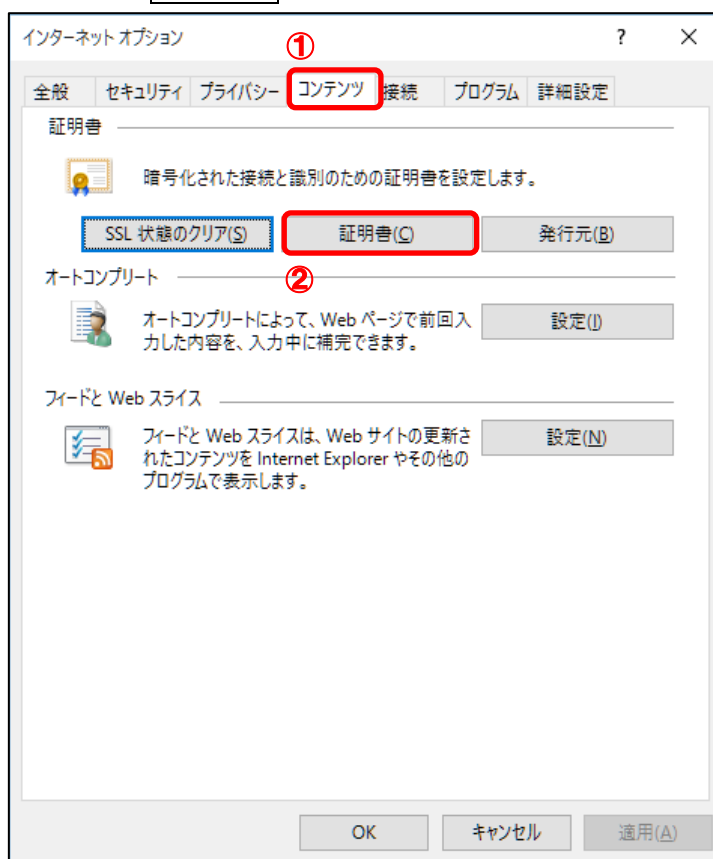 ①
インターネット オプション ? ×
全般 セキュリティ プライバシー コンテンツ 接続 プログラム 詳細設定
証明書
暗号化された接続と識別のための証明書を設定します。
SSL 状態のクリア(S) 証明書(C) 発行元(B)
②
オートコンプリート
オートコンプリートによって、Web ページで前回入
力した内容を、入力中に補完できます。
設定(I)
フィードと Web スライス
フィードと Web スライスは、Web サイトの更新さ
れたコンテンツを Internet Explorer やその他の
プログラムで表示します。
設定(N)
OK キャンセル 適用(A)